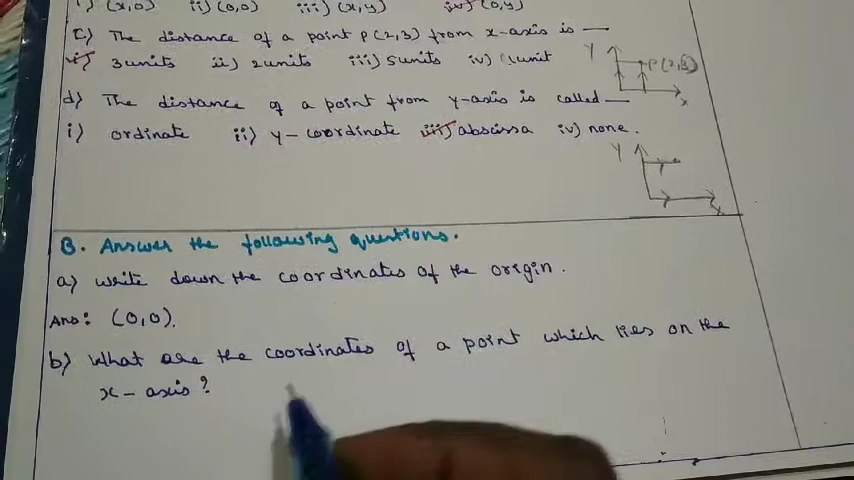 i) (x,0) ii) (0,0) iii) (x,y) iv) (0,y)
c) The distance of a point P(2,3) from x-axis is —
i) 3units ii) 2units iii) 5units iv) 1unit
Y P(2,3)
x
d) The distance of a point from y-axis is called —
i) ordinate ii) y-coordinate iii) abscissa iv) none.
Y
x
B. Answer the following questions.
a) write down the coordinates of the origin.
Ans: (0,0).
b) What are the coordinates of a point which lies on the
x-axis?